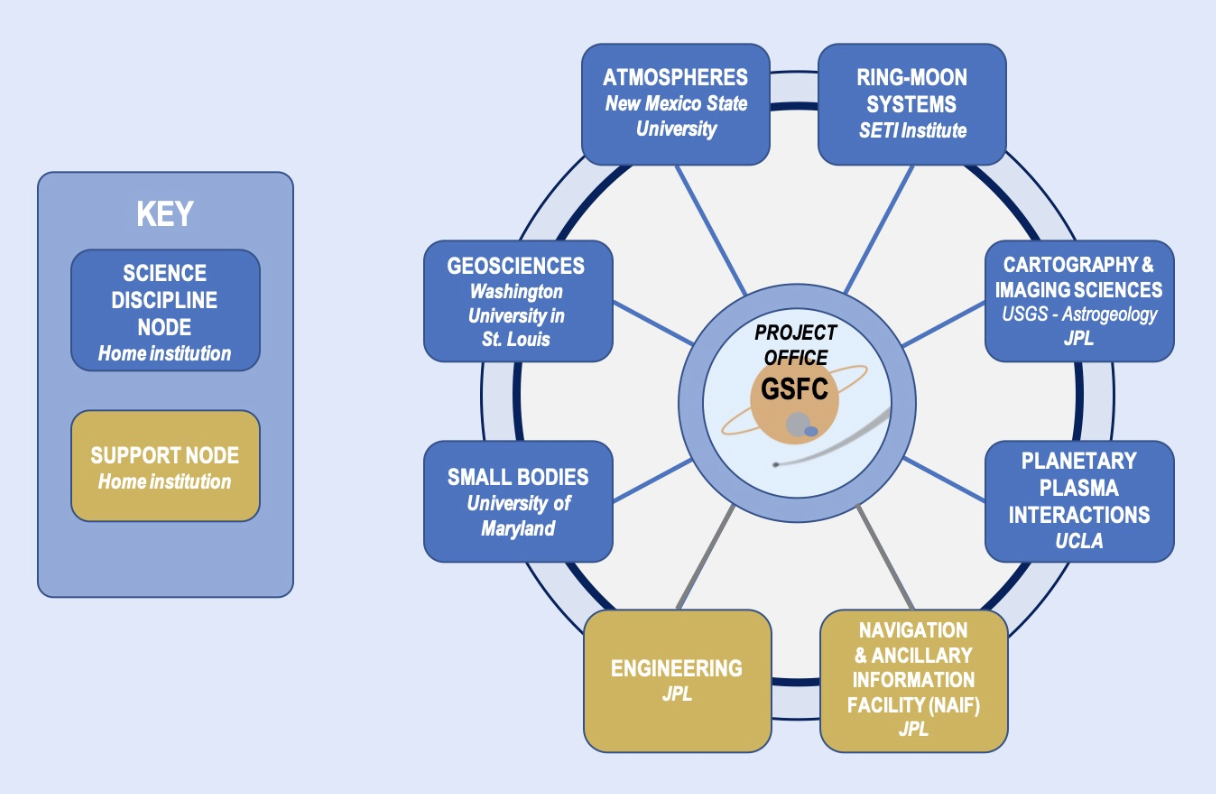 KEY
SCIENCE
DISCIPLINE
NODE
Home institution
SUPPORT NODE
Home institution
ATMOSPHERES
New Mexico State
University
RING-MOON
SYSTEMS
SETI Institute
GEOSCIENCES
Washington
University in
St. Louis
CARTOGRAPHY &
IMAGING SCIENCES
USGS - Astrogeology
JPL
PROJECT
OFFICE
GSFC
SMALL BODIES
University of
Maryland
PLANETARY
PLASMA
INTERACTIONS
UCLA
ENGINEERING
JPL
NAVIGATION
& ANCILLARY
INFORMATION
FACILITY (NAIF)
JPL